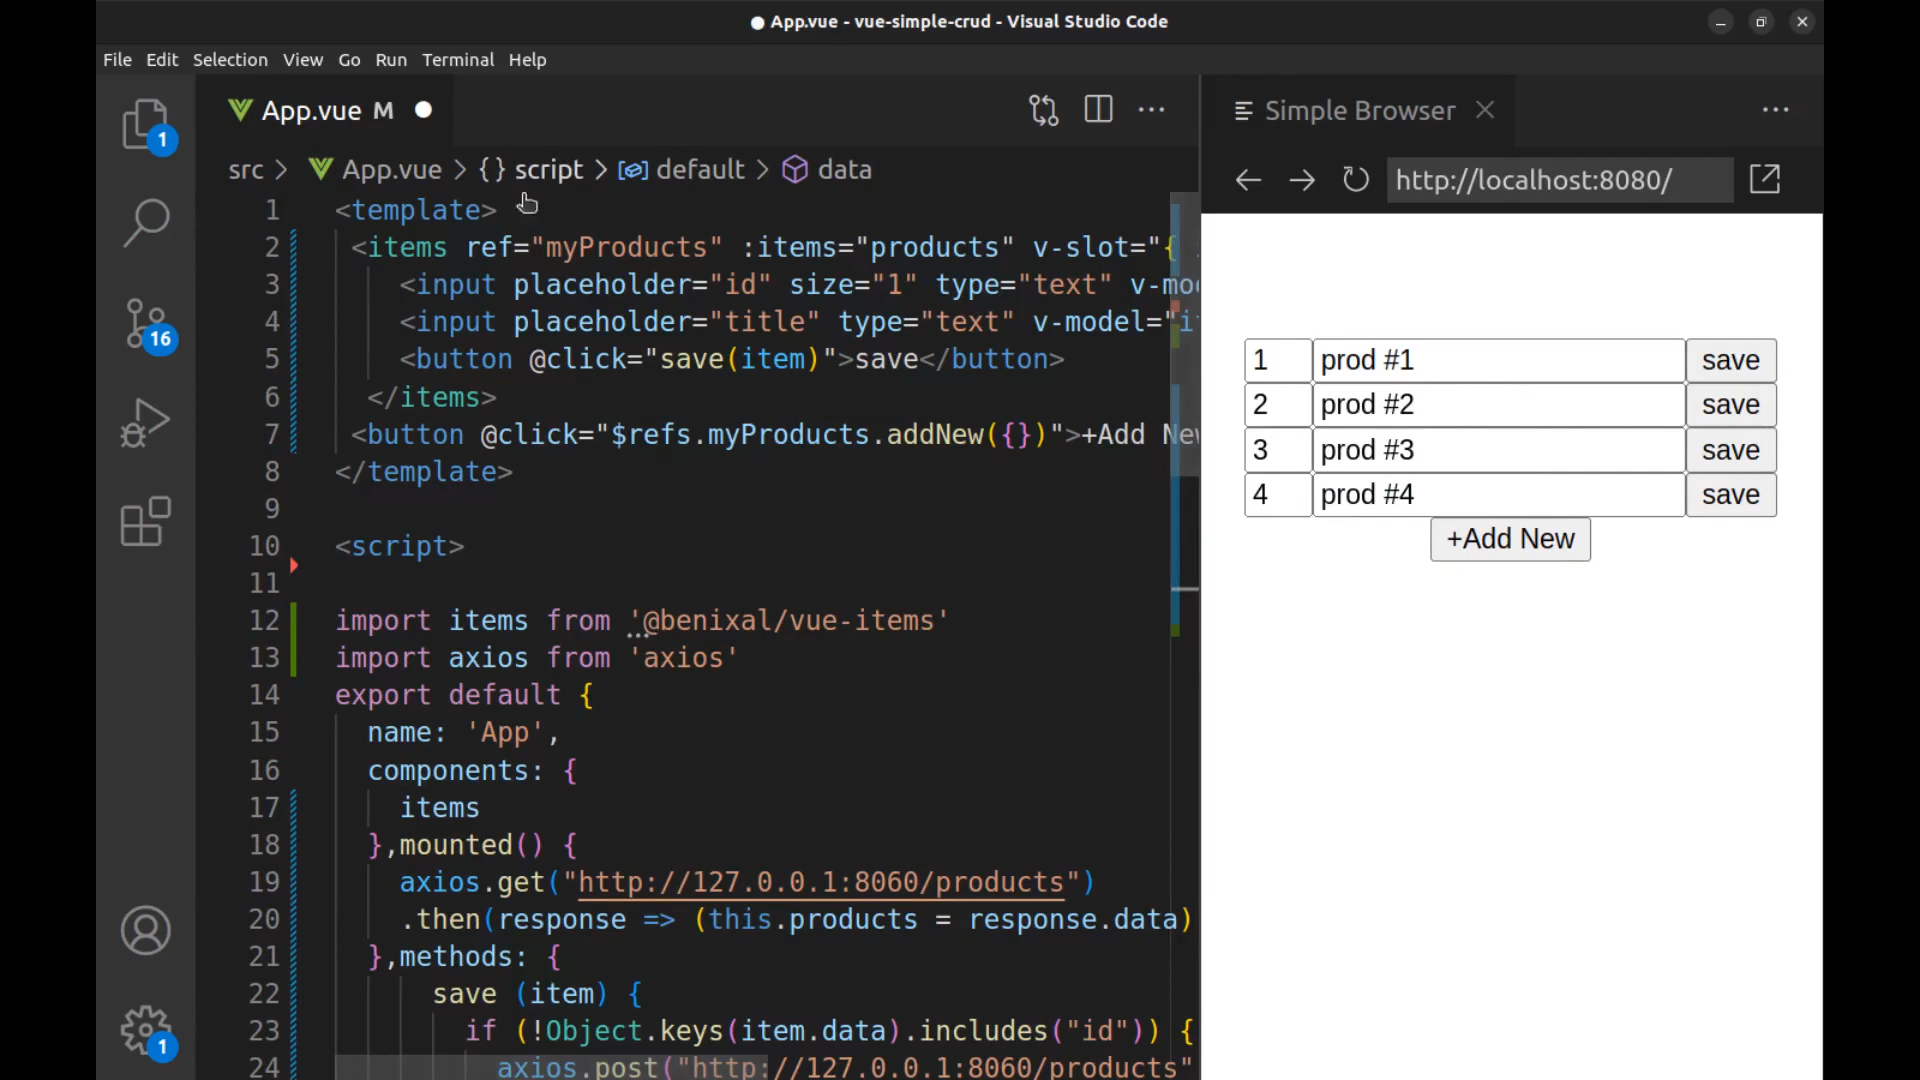 App.vue - vue-simple-crud - Visual Studio Code
File Edit Selection View Go Run Terminal Help
App.vue M
Simple Browser
src > App.vue > {} script > default > data
http://localhost:8080/
1 <template>
2 <items ref="myProducts" :items="products" v-slot="{
3 <input placeholder="id" size="1" type="text" v-mo
4 <input placeholder="title" type="text" v-model="i
5 <button @click="save(item)">save</button>
6 </items>
7 <button @click="$refs.myProducts.addNew({})">+Add New
8 </template>
9
10 <script>
11
12 import items from '@benixal/vue-items'
13 import axios from 'axios'
14 export default {
15 name: 'App',
16 components: {
17 items
18 },mounted() {
19 axios.get("http://127.0.0.1:8060/products")
20 .then(response => (this.products = response.data)
21 },methods: {
22 save (item) {
23 if (!Object.keys(item.data).includes("id")) {
24 axios.post("http://127.0.0.1:8060/products"
1
16
1
1 prod #1 save
2 prod #2 save
3 prod #3 save
4 prod #4 save
+Add New